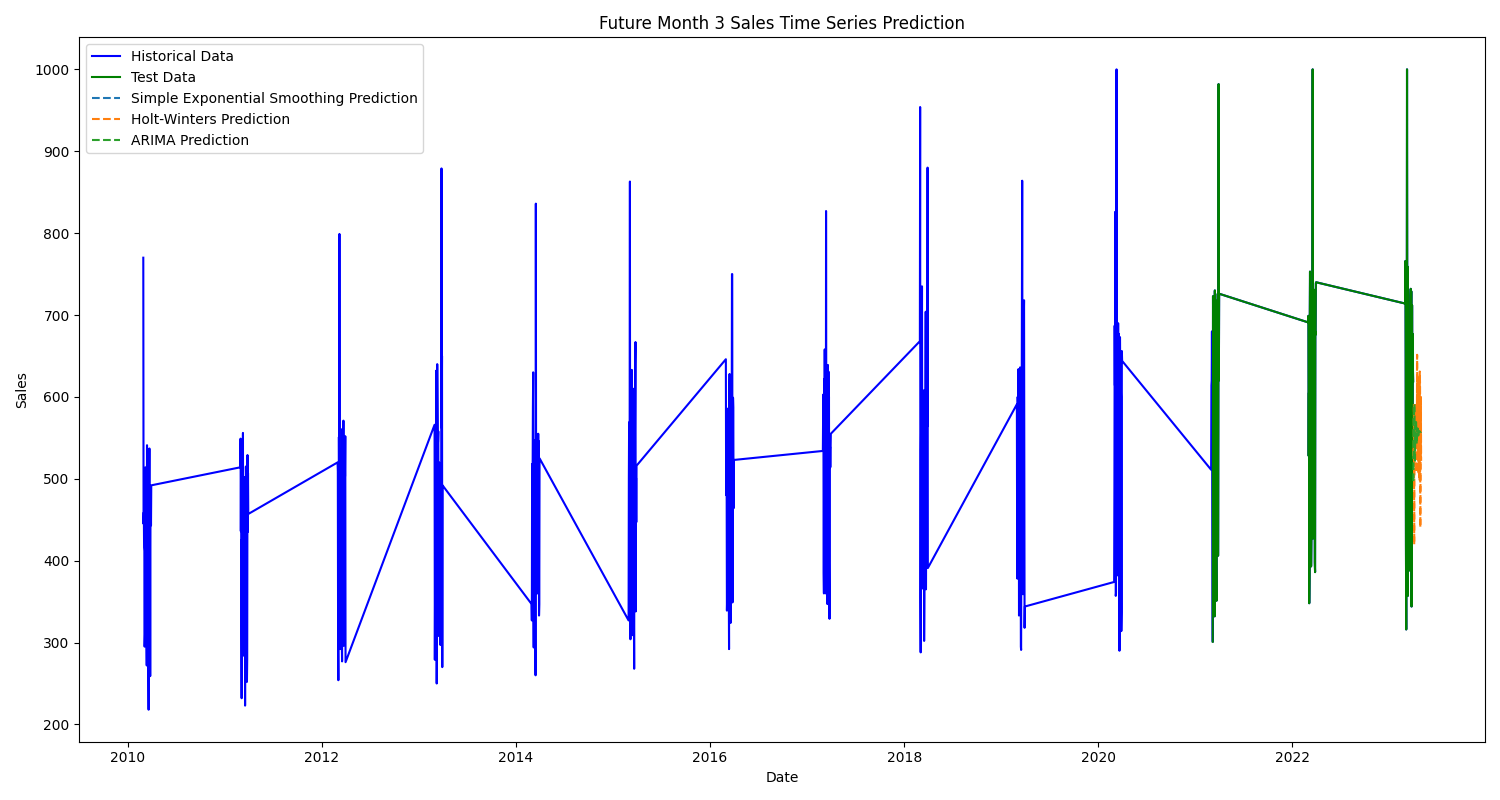 Future Month 3 Sales Time Series Prediction
Historical Data
Test Data
Simple Exponential Smoothing Prediction
Holt-Winters Prediction
ARIMA Prediction
1000
900
800
700
600
500
400
300
200
Sales
2010 2012 2014 2016 2018 2020 2022
Date